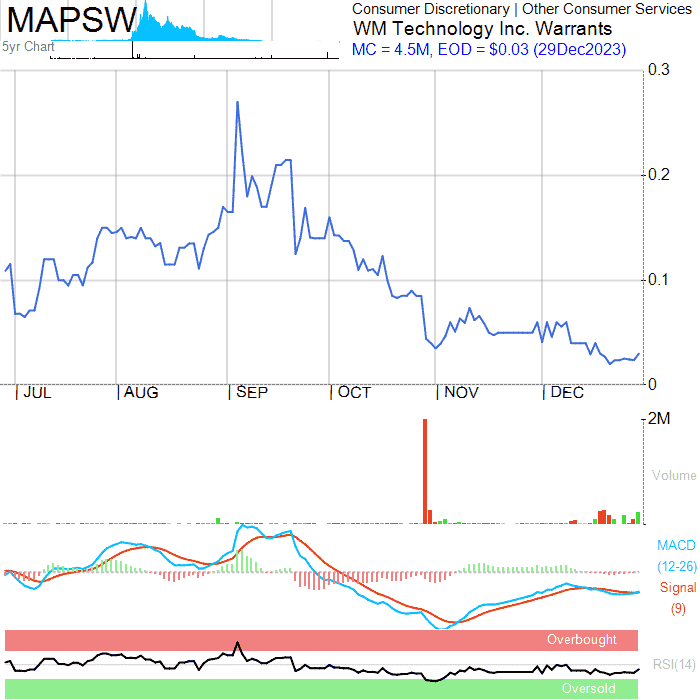 MAPSW
5yr Chart
Consumer Discretionary | Other Consumer Services
WM Technology Inc. Warrants
MC = 4.5M, EOD = $0.03 (29Dec2023)
0.3
0.2
0.1
0
| JUL | AUG | SEP | OCT | NOV | DEC
2M
Volume
MACD
(12-26)
Signal
(9)
Overbought
RSI(14)
Oversold